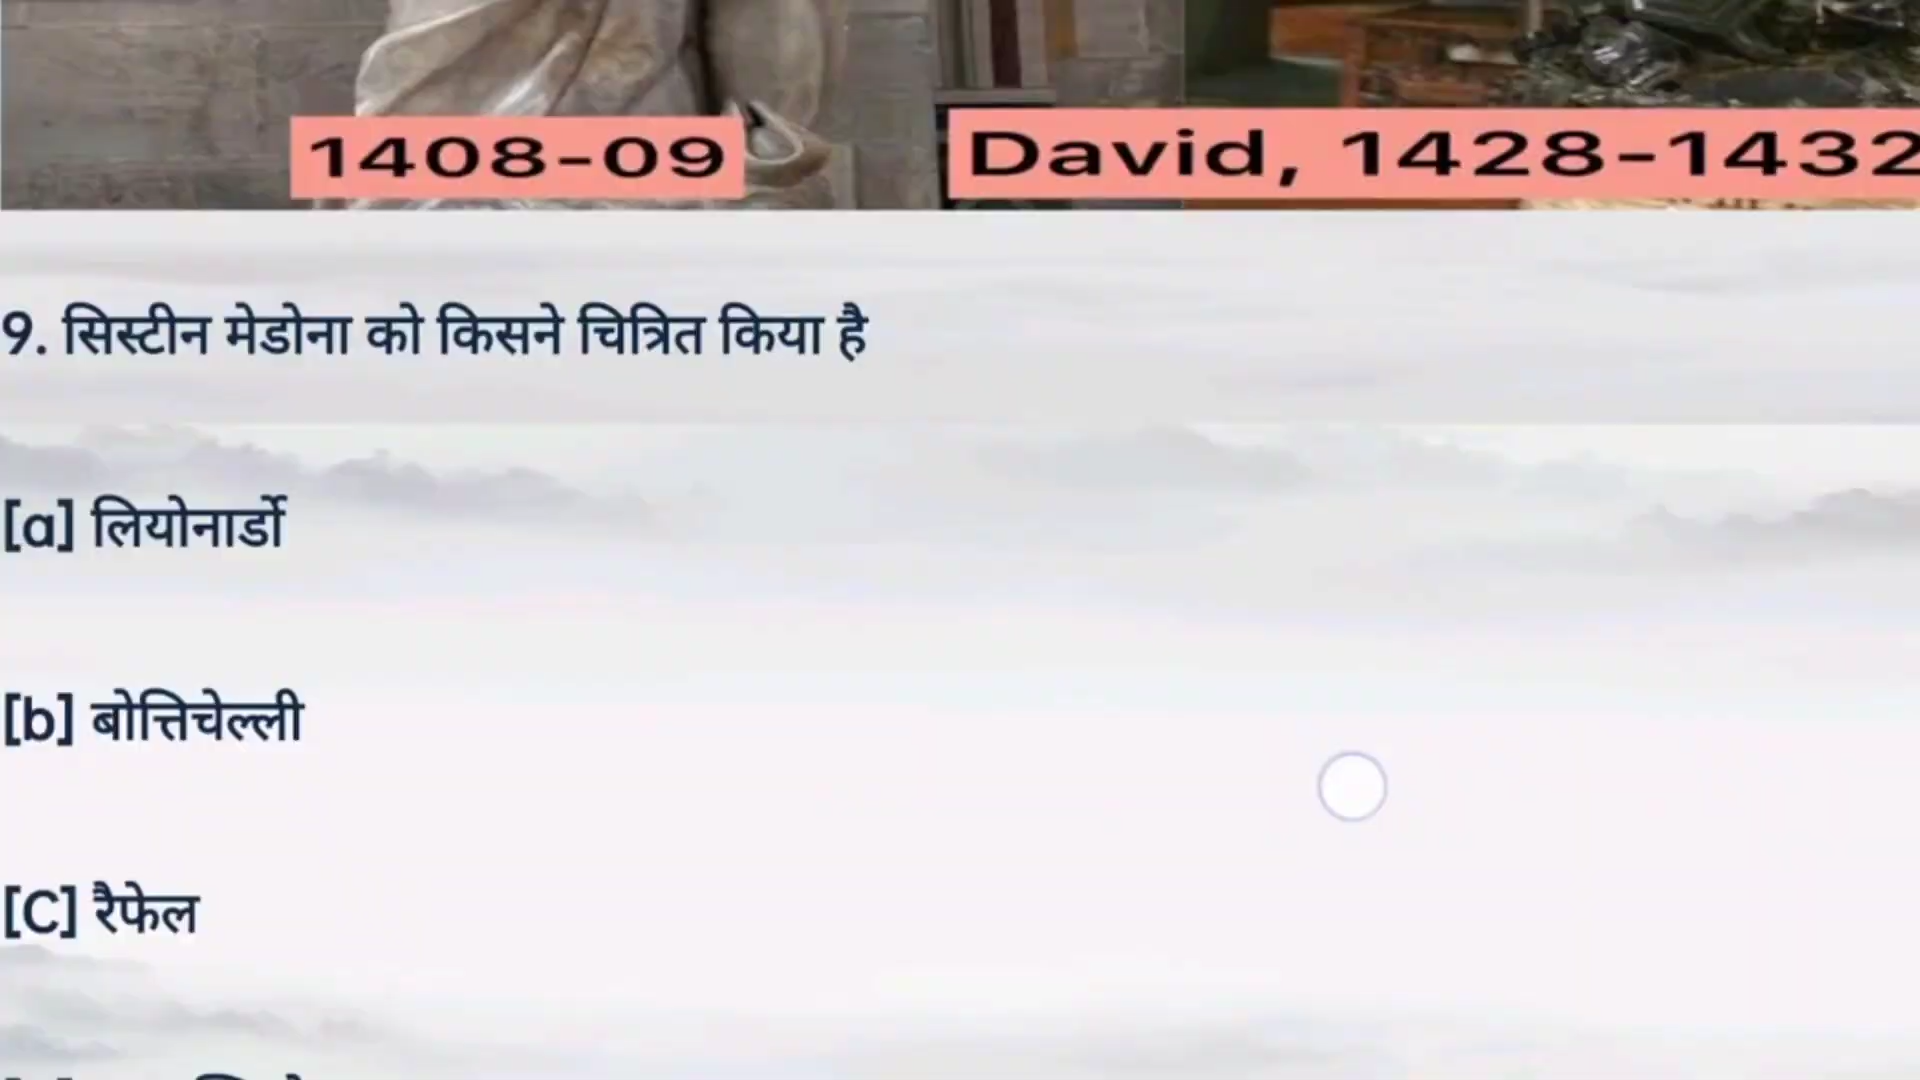 1408-09
David, 1428-1432
9. सिस्टीन मेडोना को किसने चित्रित किया है
[a] लियोनार्डो
[b] बोत्तिचेल्ली
[C] रैफेल